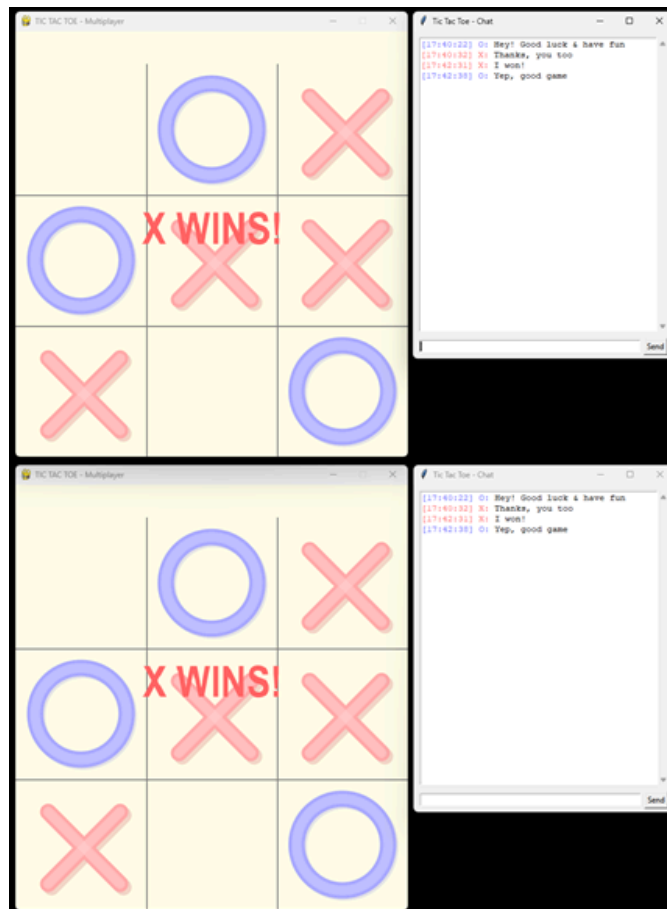 TIC TAC TOE - Multiplayer
Tic Tac Toe - Chat
[17:40:22] O: Hey! Good luck & have fun
[17:40:32] X: Thanks, you too
[17:42:31] X: I won!
[17:42:38] O: Yep, good game
X WINS!
Send
TIC TAC TOE - Multiplayer
Tic Tac Toe - Chat
[17:40:22] O: Hey! Good luck & have fun
[17:40:32] X: Thanks, you too
[17:42:31] X: I won!
[17:42:38] O: Yep, good game
X WINS!
Send